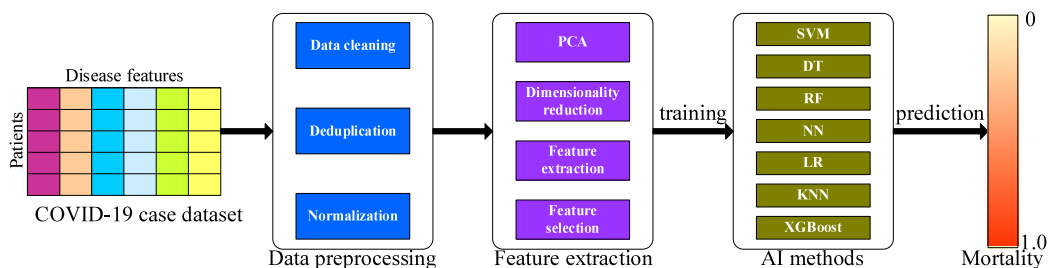 Disease features
Patients
COVID-19 case dataset
Data cleaning
Deduplication
Normalization
Data preprocessing
PCA
Dimensionality
reduction
Feature
extraction
Feature
selection
Feature extraction
training
SVM
DT
RF
NN
LR
KNN
XGBoost
AI methods
prediction
0
1.0
Mortality